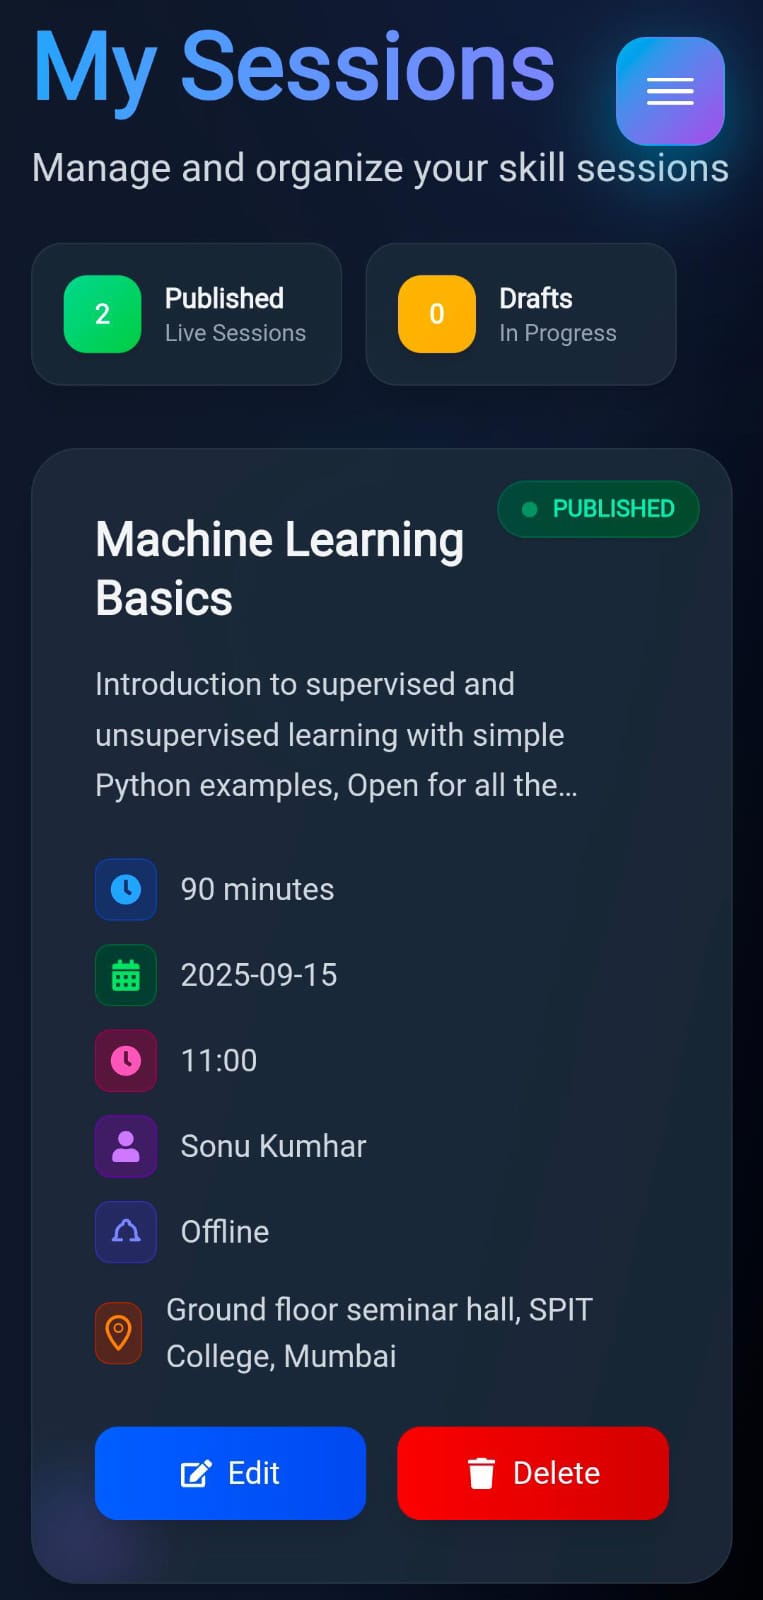 My Sessions
Manage and organize your skill sessions
2
Published
Live Sessions
0
Drafts
In Progress
PUBLISHED
Machine Learning
Basics
Introduction to supervised and
unsupervised learning with simple
Python examples, Open for all the...
90 minutes
2025-09-15
11:00
Sonu Kumhar
Offline
Ground floor seminar hall, SPIT
College, Mumbai
Edit
Delete